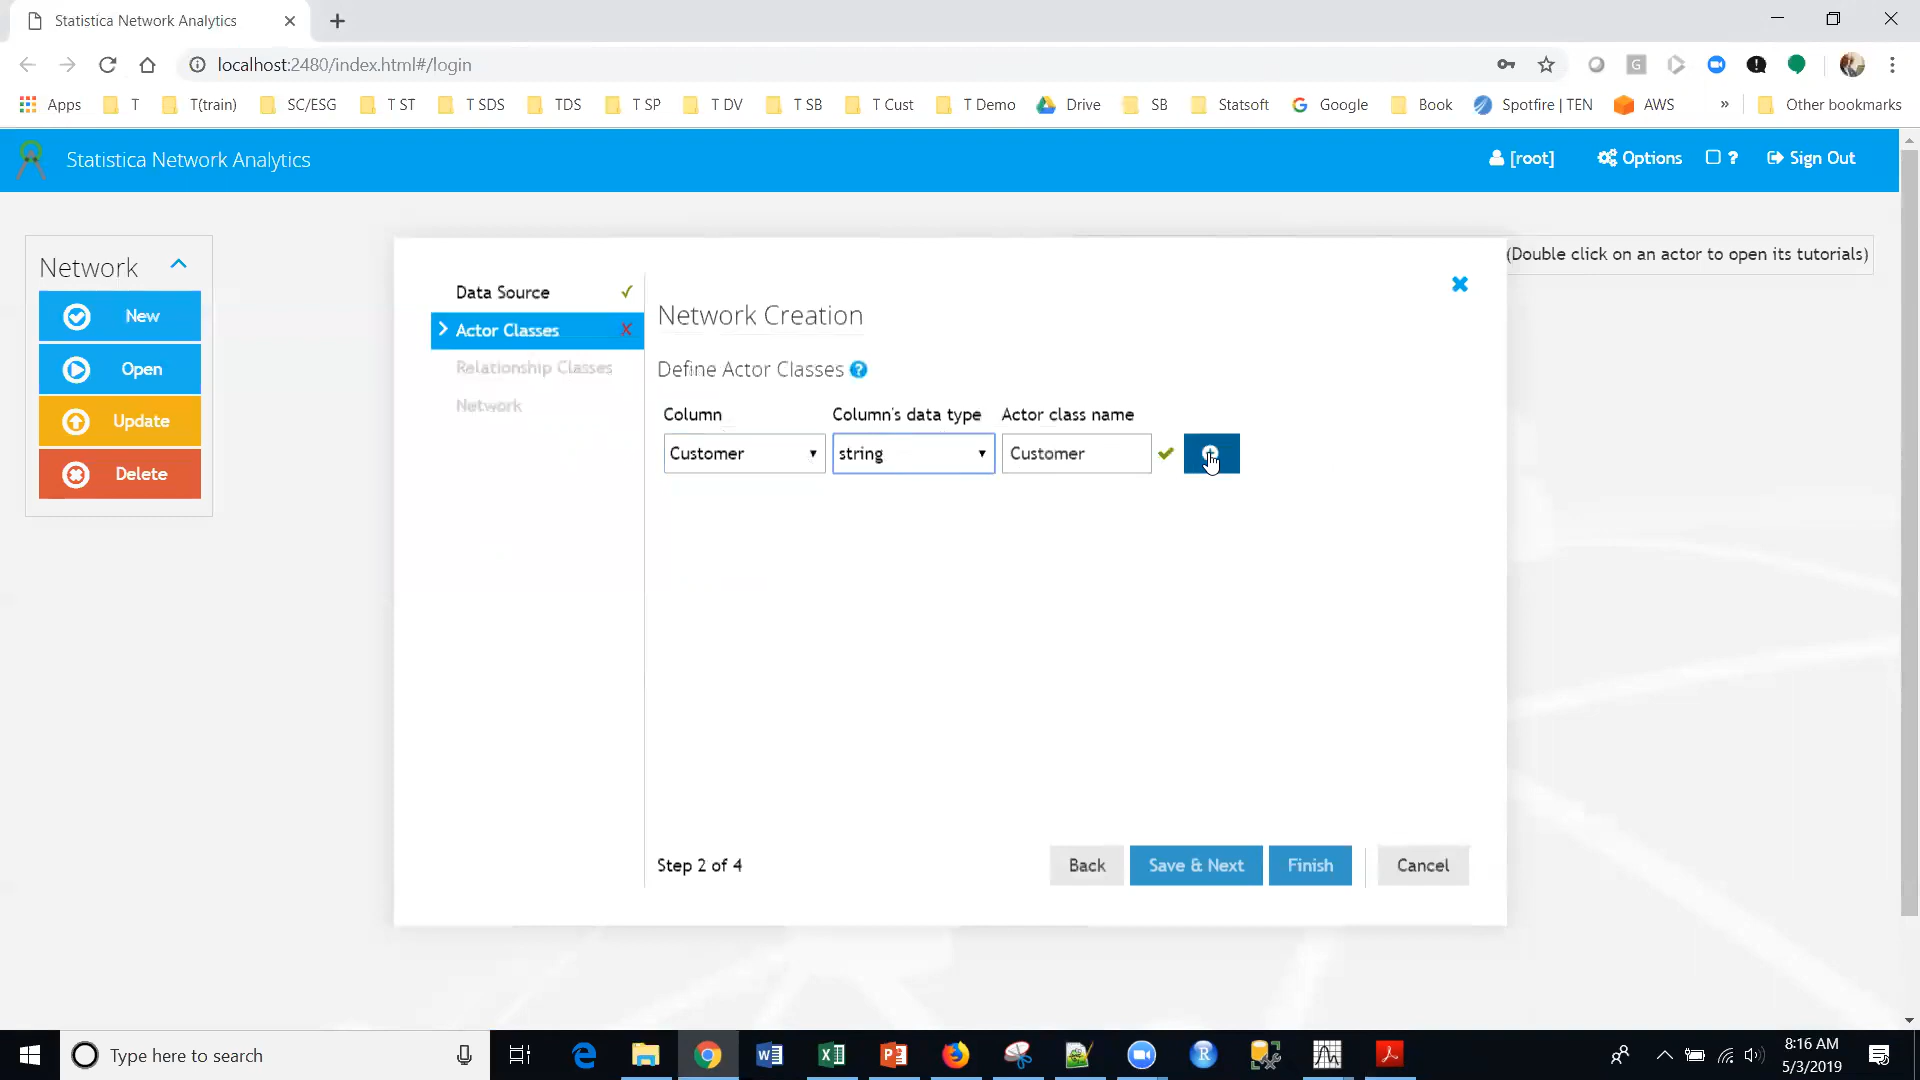 Statistica Network Analytics
localhost:2480/index.html#/login
Apps T T(train) SC/ESG T ST T SDS TDS T SP T DV T SB T Cust T Demo Drive SB Statsoft Google Book Spotfire | TEN AWS » Other bookmarks
Statistica Network Analytics [root] Options ? Sign Out
(Double click on an actor to open its tutorials)
Network
New
Open
Update
Delete
Data Source
Actor Classes X
Relationship Classes
Network
Network Creation
Define Actor Classes ?
Column Column's data type Actor class name
Customer string Customer
Step 2 of 4 Back Save & Next Finish Cancel
Type here to search
8:16 AM
5/3/2019